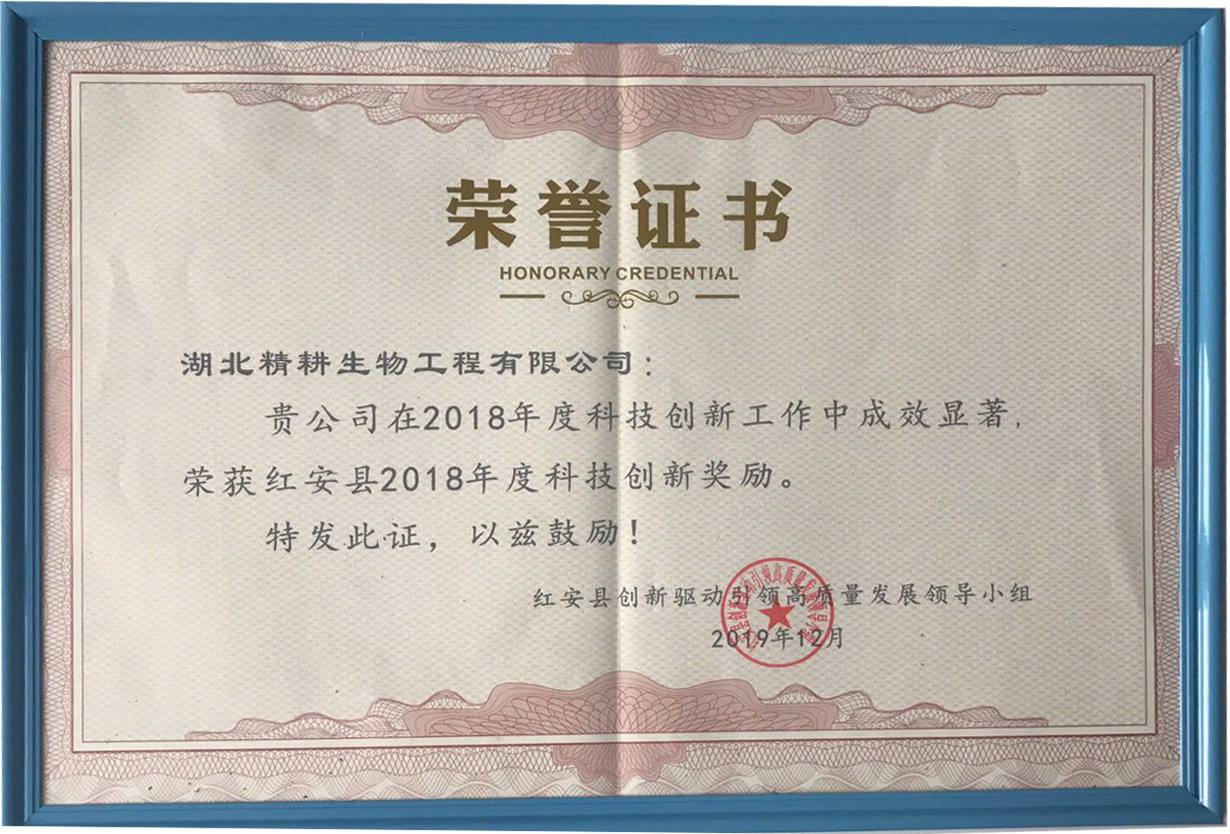 荣誉证书
HONORARY CREDENTIAL
湖北精耕生物工程有限公司：
贵公司在2018年度科技创新工作中成效显著，
荣获红安县2018年度科技创新奖励。
特发此证，以兹鼓励！
红安县创新驱动引领高质量发展领导小组
2019年12月